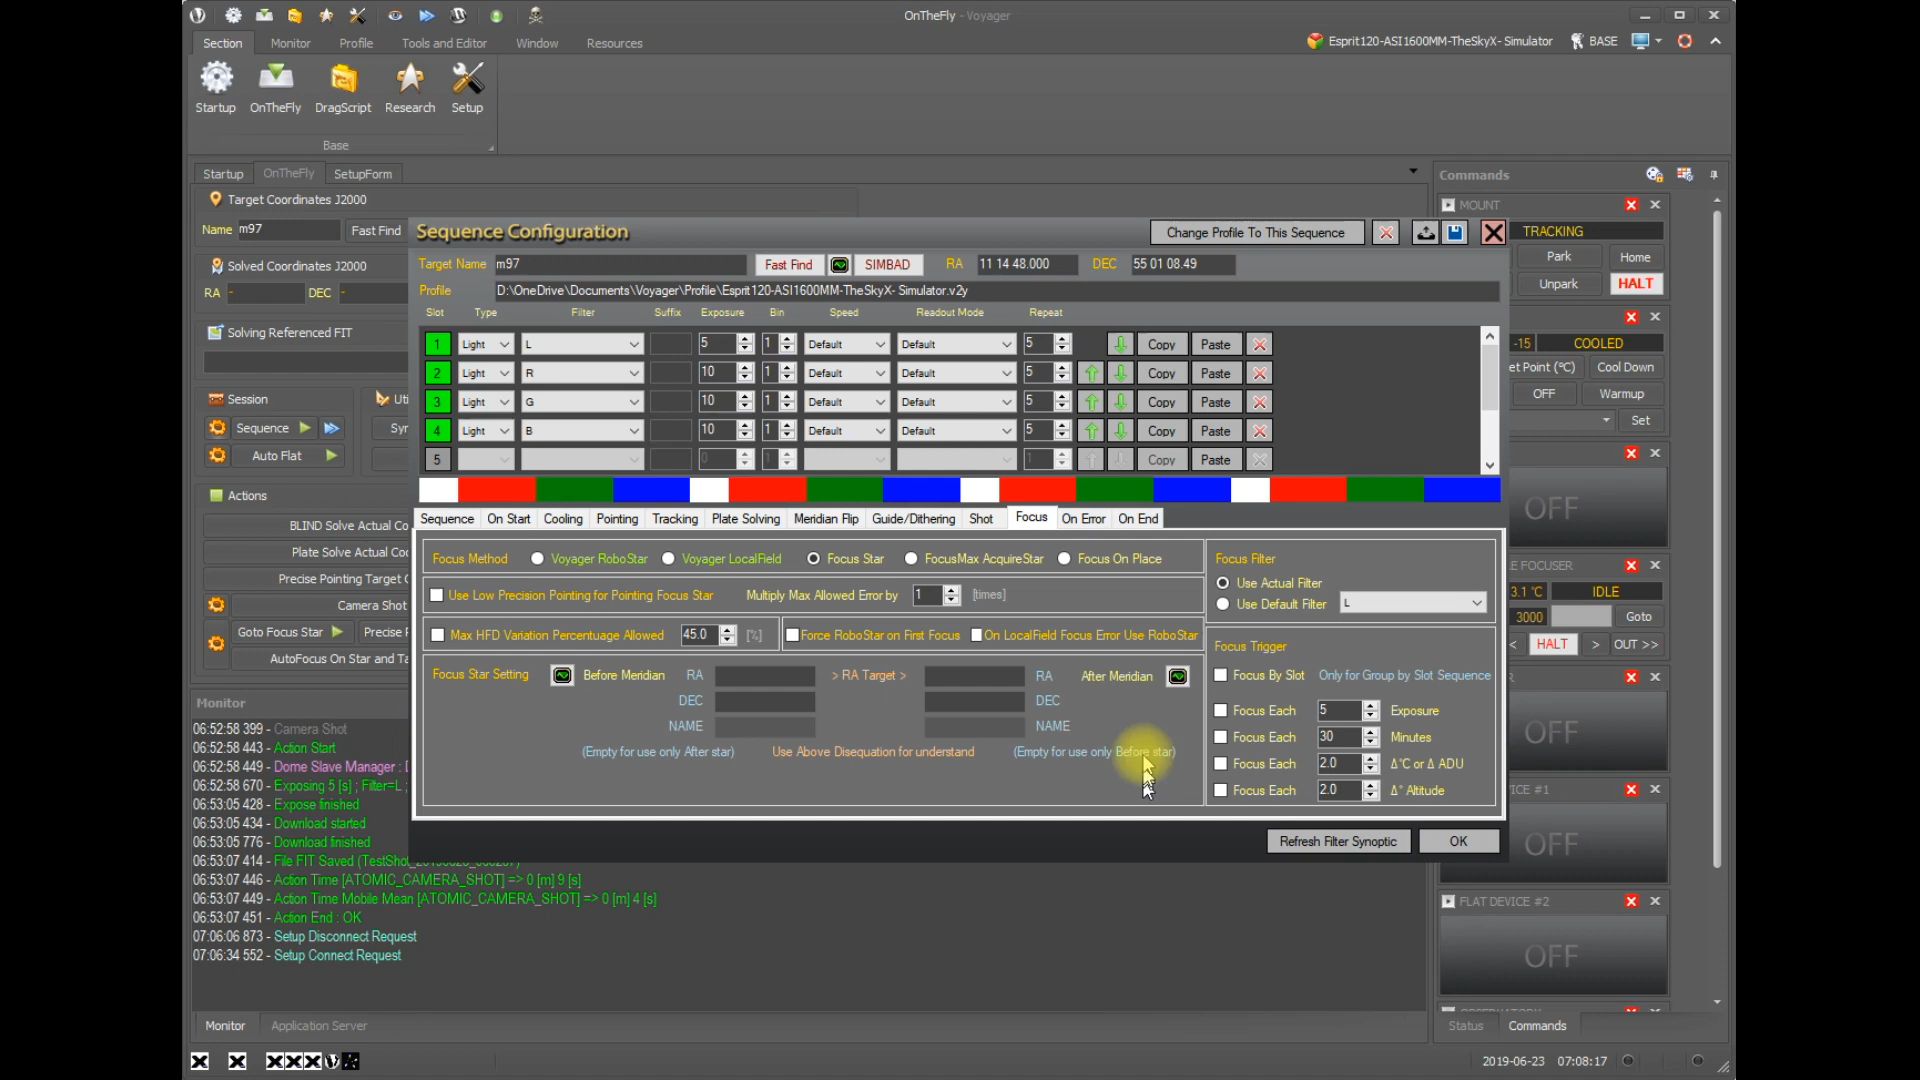 OnTheFly - Voyager
Section Monitor Profile Tools and Editor Window Resources
Esprit120-ASI1600MM-TheSkyX- Simulator BASE
Startup OnTheFly DragScript Research Setup
Base
Startup OnTheFly SetupForm
Commands
Target Coordinates J2000
MOUNT
Name m97 Fast Find
Sequence Configuration
Change Profile To This Sequence
TRACKING
Target Name m97 Fast Find SIMBAD RA 11 14 48.000 DEC 55 01 08.49
Park Home
Solved Coordinates J2000
Profile D:\OneDrive\Documents\Voyager\Profile\Esprit120-ASI1600MM-TheSkyX- Simulator.v2y
Unpark HALT
RA - DEC -
Slot Type Filter Suffix Exposure Bin Speed Readout Mode Repeat
Solving Referenced FIT
1 Light L 5 1 Default Default 5 Copy Paste
-15 COOLED
2 Light R 10 1 Default Default 5 Copy Paste
et Point (°C) Cool Down
OFF Warmup
3 Light G 10 1 Default Default 5 Copy Paste
Session Uti
Set
4 Light B 10 1 Default Default 5 Copy Paste
Sequence Syn
5 0 1 1 Copy Paste
Auto Flat
Actions
OFF
Sequence On Start Cooling Pointing Tracking Plate Solving Meridian Flip Guide/Dithering Shot Focus On Error On End
BLIND Solve Actual Co
Plate Solve Actual Coo
Focus Method Voyager RoboStar Voyager LocalField Focus Star FocusMax AcquireStar Focus On Place
Focus Filter
E FOCUSER
Precise Pointing Target C
Use Actual Filter
3.1 °C IDLE
Use Low Precision Pointing for Pointing Focus Star Multiply Max Allowed Error by 1 [times]
Use Default Filter L
Camera Shot
3000 Goto
Goto Focus Star Precise F
Max HFD Variation Percentuage Allowed 45.0 [%] Force RoboStar on First Focus On LocalField Focus Error Use RoboStar
Focus Trigger
< HALT > OUT >>
AutoFocus On Star and Ta
Focus Star Setting Before Meridian RA > RA Target > RA After Meridian
Focus By Slot Only for Group by Slot Sequence
DEC DEC
NAME NAME
(Empty for use only After star) Use Above Disequation for understand (Empty for use only Before star)
Focus Each 5 Exposure
Focus Each 30 Minutes
Focus Each 2.0 Δ°C or Δ ADU
Focus Each 2.0 Δ° Altitude
OFF
Refresh Filter Synoptic OK
ICE #1
OFF
FLAT DEVICE #2
OFF
Monitor
06:52:58 399 - Camera Shot
06:52:58 443 - Action Start
06:52:58 449 - Dome Slave Manager :
06:52:58 670 - Exposing 5 [s] ; Filter=L ;
06:53:05 428 - Expose finished
06:53:05 434 - Download started
06:53:05 776 - Download finished
06:53:07 414 - File FIT Saved
06:53:07 446 - Action Time [ATOMIC_CAMERA_SHOT] => 0 [m] 9 [s]
06:53:07 449 - Action Time Mobile Mean [ATOMIC_CAMERA_SHOT] => 0 [m] 4 [s]
06:53:07 451 - Action End : OK
07:06:06 873 - Setup Disconnect Request
07:06:34 552 - Setup Connect Request
Monitor Application Server
Status Commands
2019-06-23 07:08:17